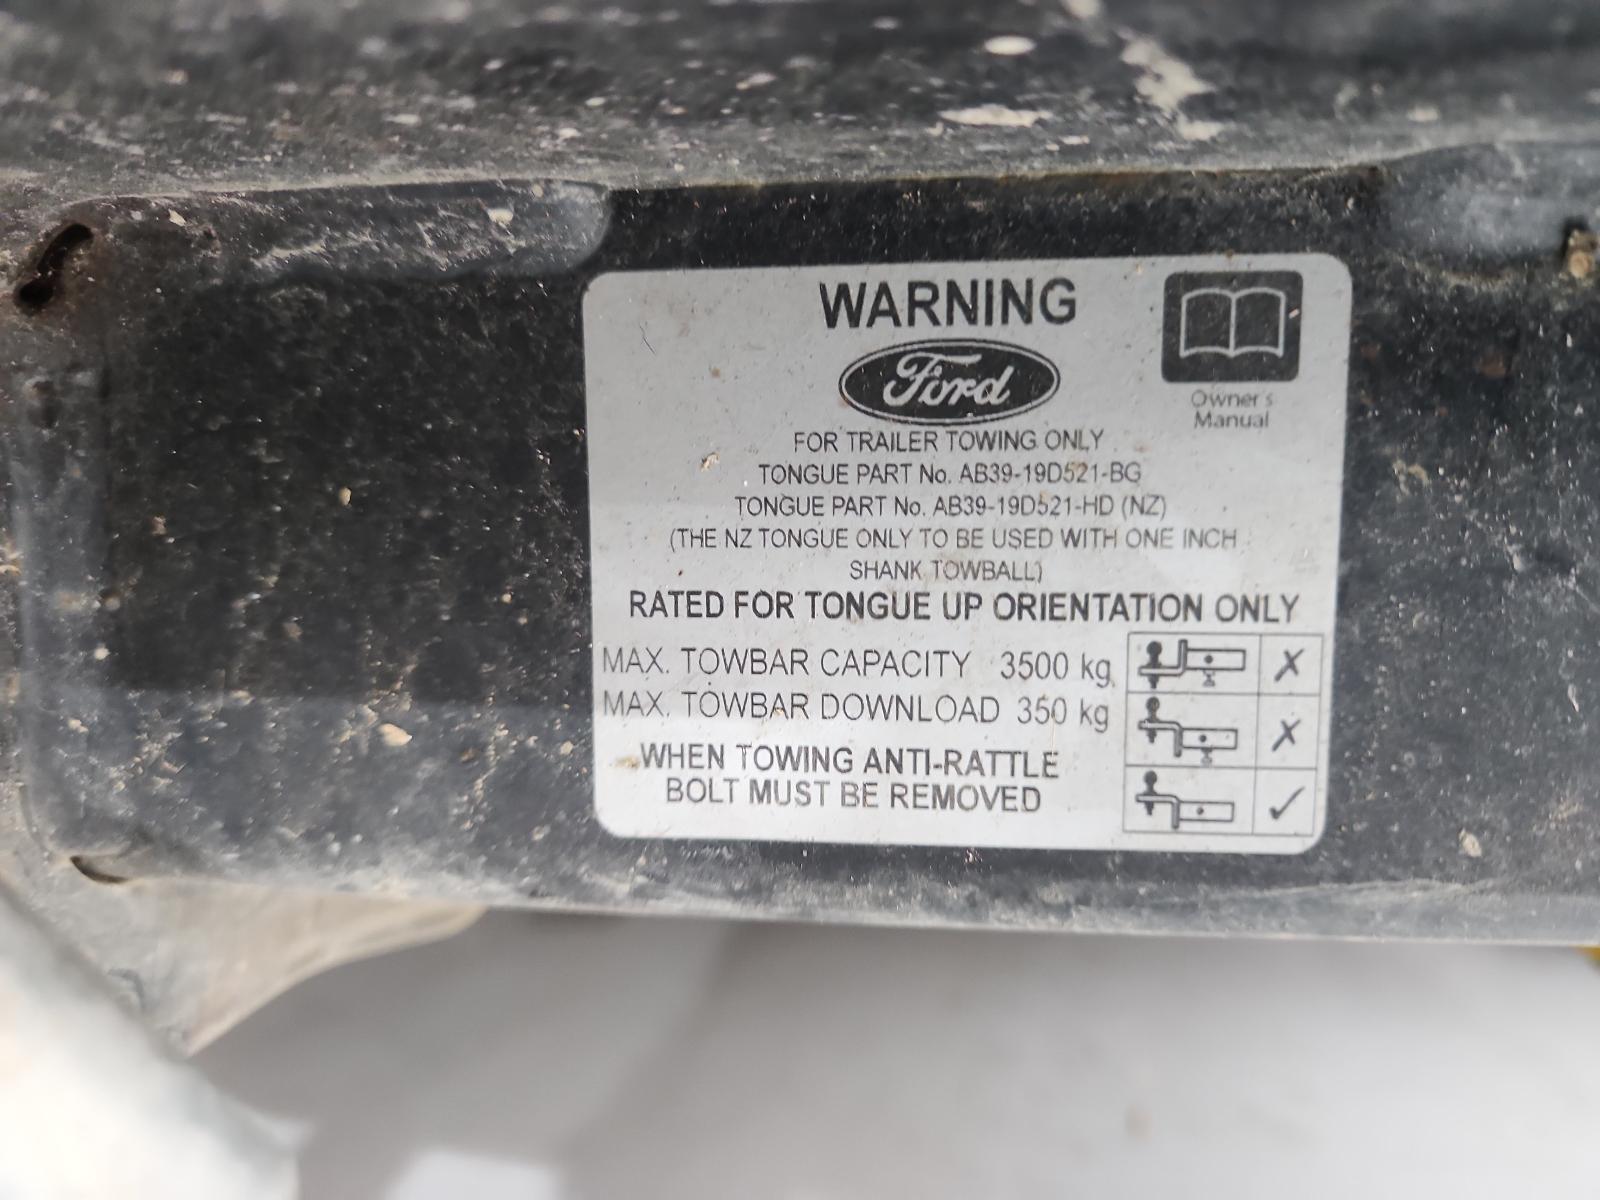 WARNING
Ford
Owner's
Manual
FOR TRAILER TOWING ONLY
TONGUE PART No. AB39-19D521-BG
TONGUE PART No. AB39-19D521-HD (NZ)
(THE NZ TONGUE ONLY TO BE USED WITH ONE INCH
SHANK TOWBALL)
RATED FOR TONGUE UP ORIENTATION ONLY
MAX. TOWBAR CAPACITY 3500 kg
MAX. TOWBAR DOWNLOAD 350 kg
WHEN TOWING ANTI-RATTLE
BOLT MUST BE REMOVED